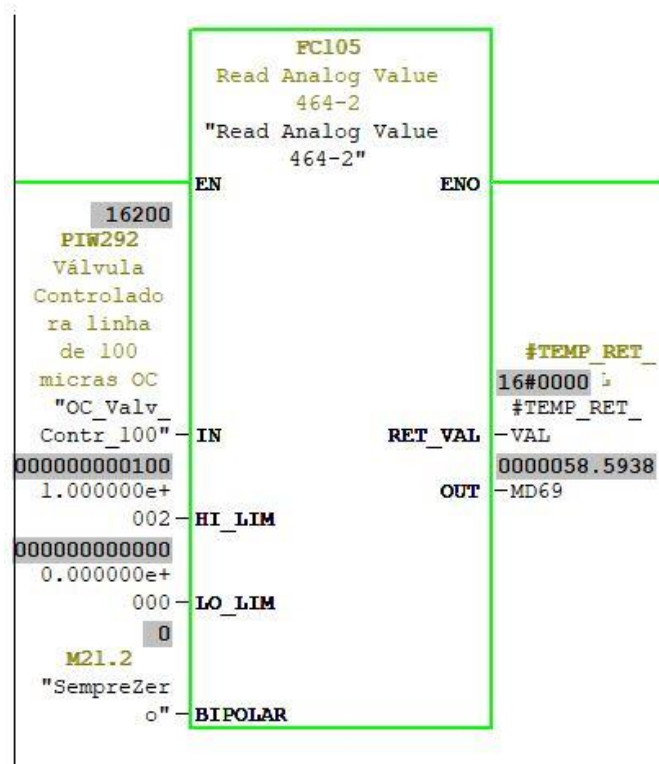 FC105
Read Analog Value
464-2
"Read Analog Value
464-2"
EN
ENO
16200
PIW292
Válvula
Controlado
ra linha
de 100
micras OC
"OC_Valv_
Contr_100"
IN
000000000100
1.000000e+
002
HI_LIM
000000000000
0.000000e+
000
LO_LIM
0
M21.2
"SempreZer
o"
BIPOLAR
#TEMP_RET_
16#0000
#TEMP_RET_
RET_VAL
VAL
0000058.5938
OUT
MD69